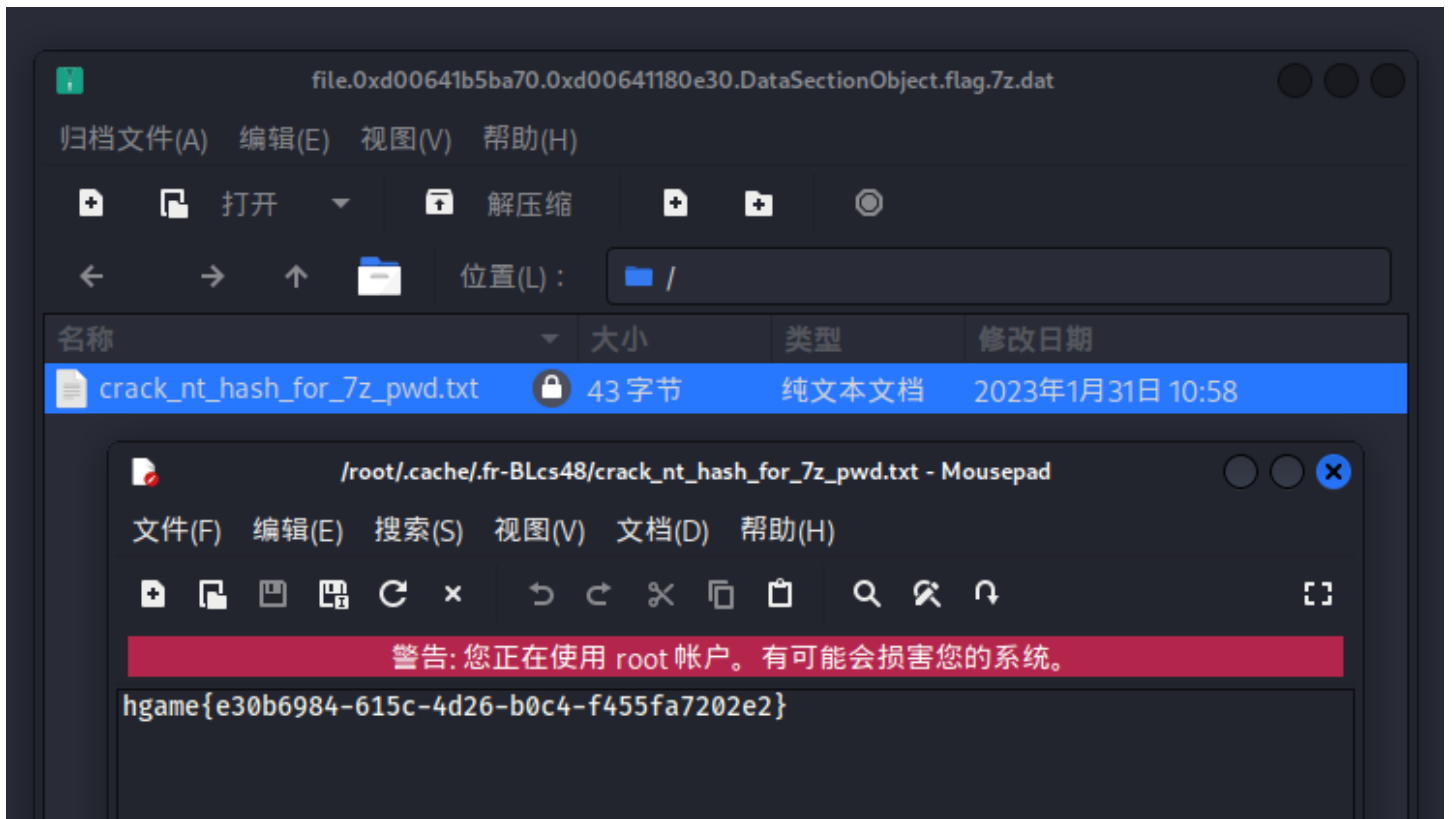 file.0xd00641b5ba70.0xd00641180e30.DataSectionObject.flag.7z.dat
归档文件(A) 编辑(E) 视图(V) 帮助(H)
打开 解压缩
位置(L)： /
名称 大小 类型 修改日期
crack_nt_hash_for_7z_pwd.txt 43 字节 纯文本文档 2023年1月31日 10:58
/root/.cache/.fr-BLcs48/crack_nt_hash_for_7z_pwd.txt - Mousepad
文件(F) 编辑(E) 搜索(S) 视图(V) 文档(D) 帮助(H)
警告: 您正在使用 root 帐户。有可能会损害您的系统。
hgame{e30b6984-615c-4d26-b0c4-f455fa7202e2}